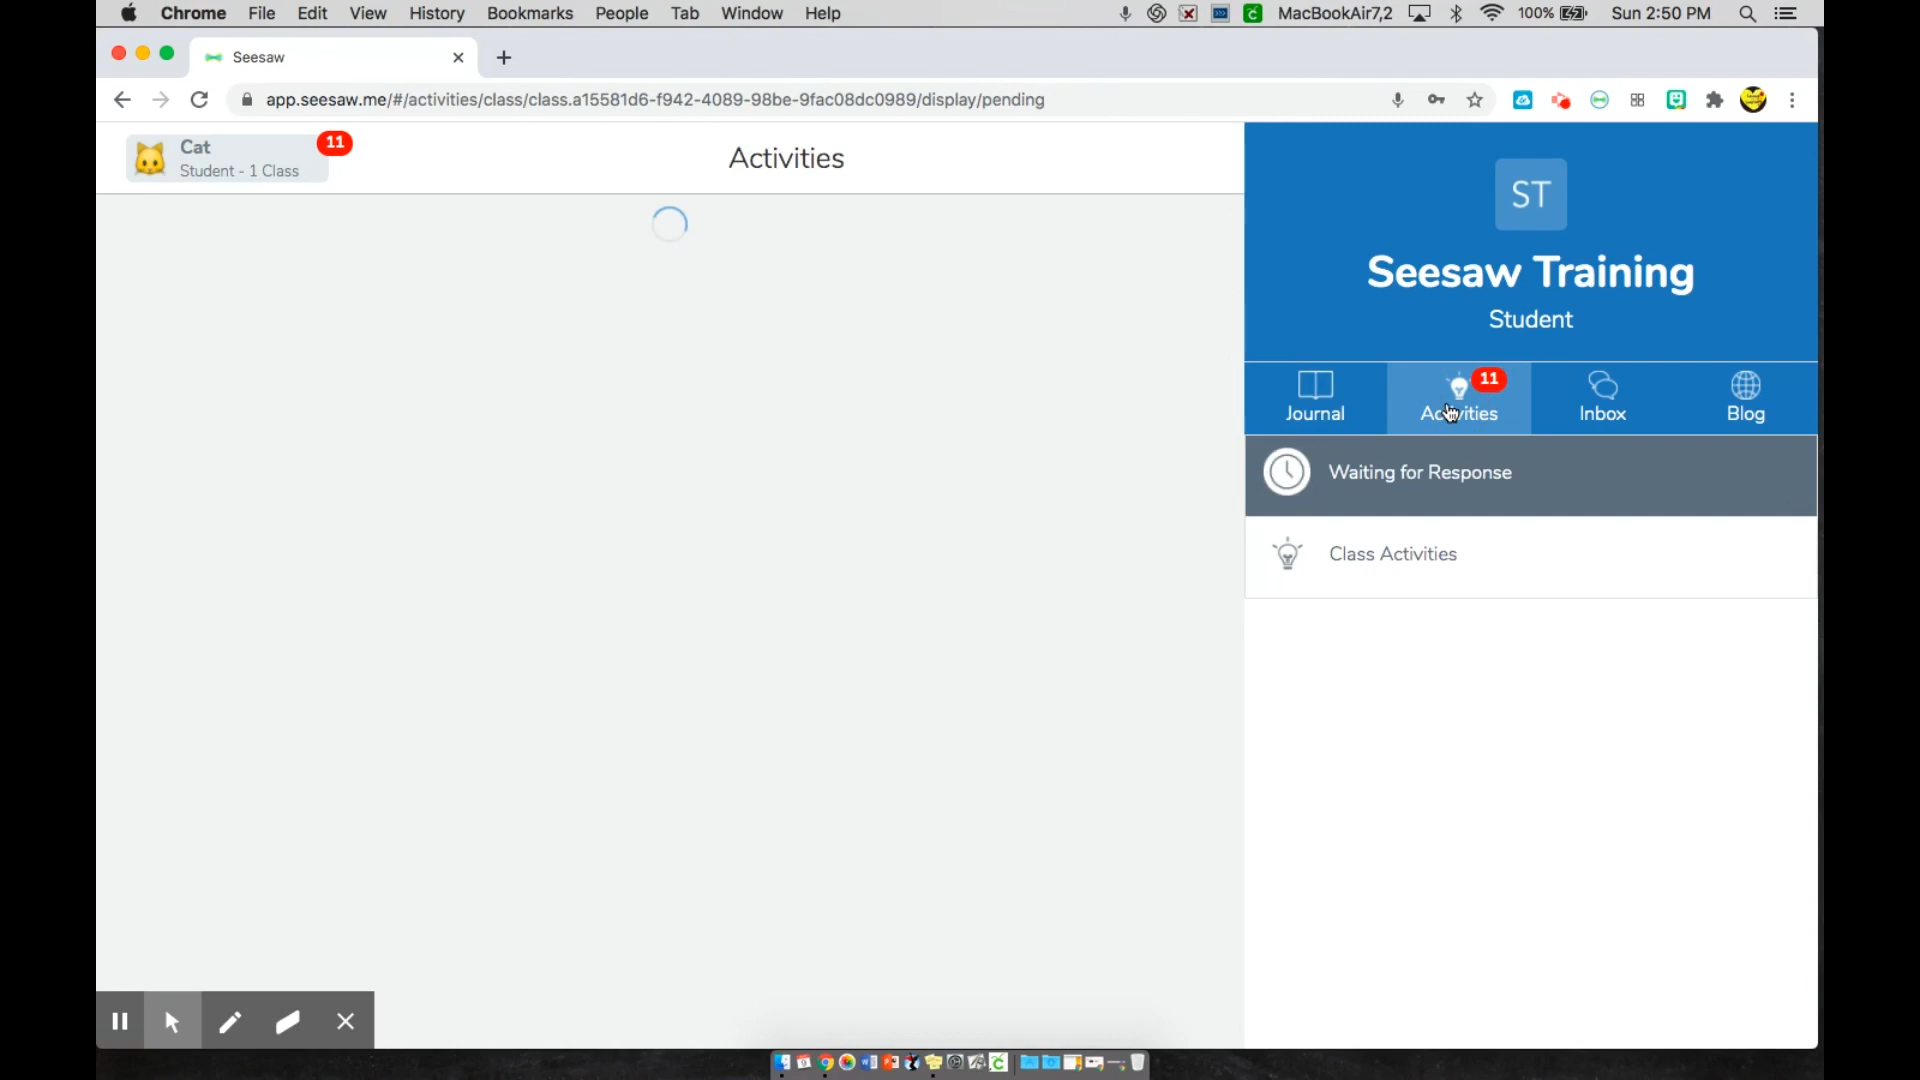 Chrome File Edit View History Bookmarks People Tab Window Help MacBookAir7,2 100% Sun 2:50 PM
Seesaw
app.seesaw.me/#/activities/class/class.a15581d6-f942-4089-98be-9fac08dc0989/display/pending
Cat
11
Student - 1 Class
Activities
ST
Seesaw Training
Student
Journal
11
Activities
Inbox
Blog
Waiting for Response
Class Activities